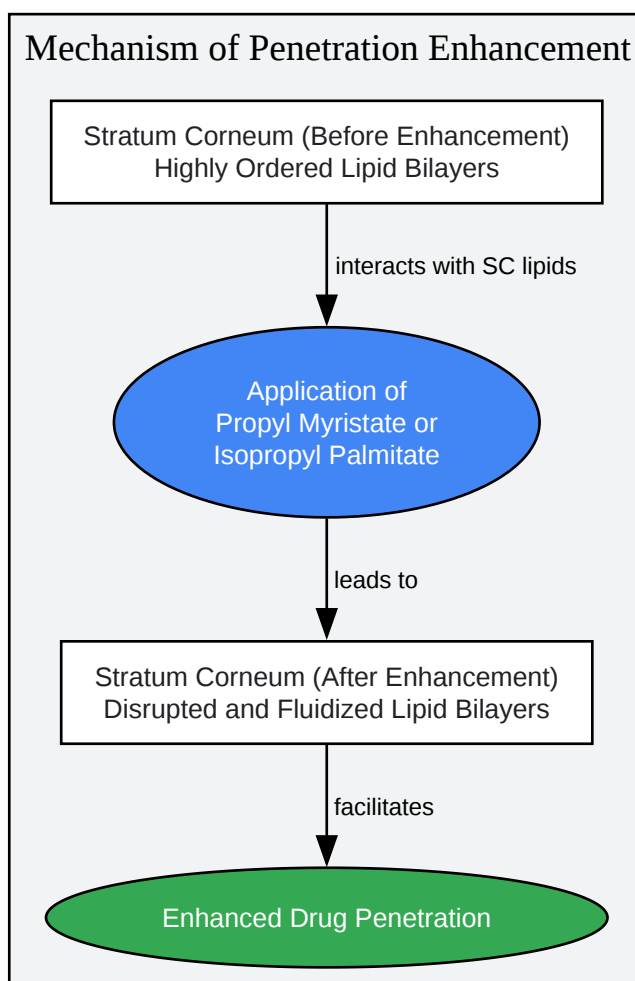 Mechanism of Penetration Enhancement
Stratum Corneum (Before Enhancement)
Highly Ordered Lipid Bilayers
interacts with SC lipids
Application of
Propyl Myristate or
Isopropyl Palmitate
leads to
Stratum Corneum (After Enhancement)
Disrupted and Fluidized Lipid Bilayers
facilitates
Enhanced Drug Penetration